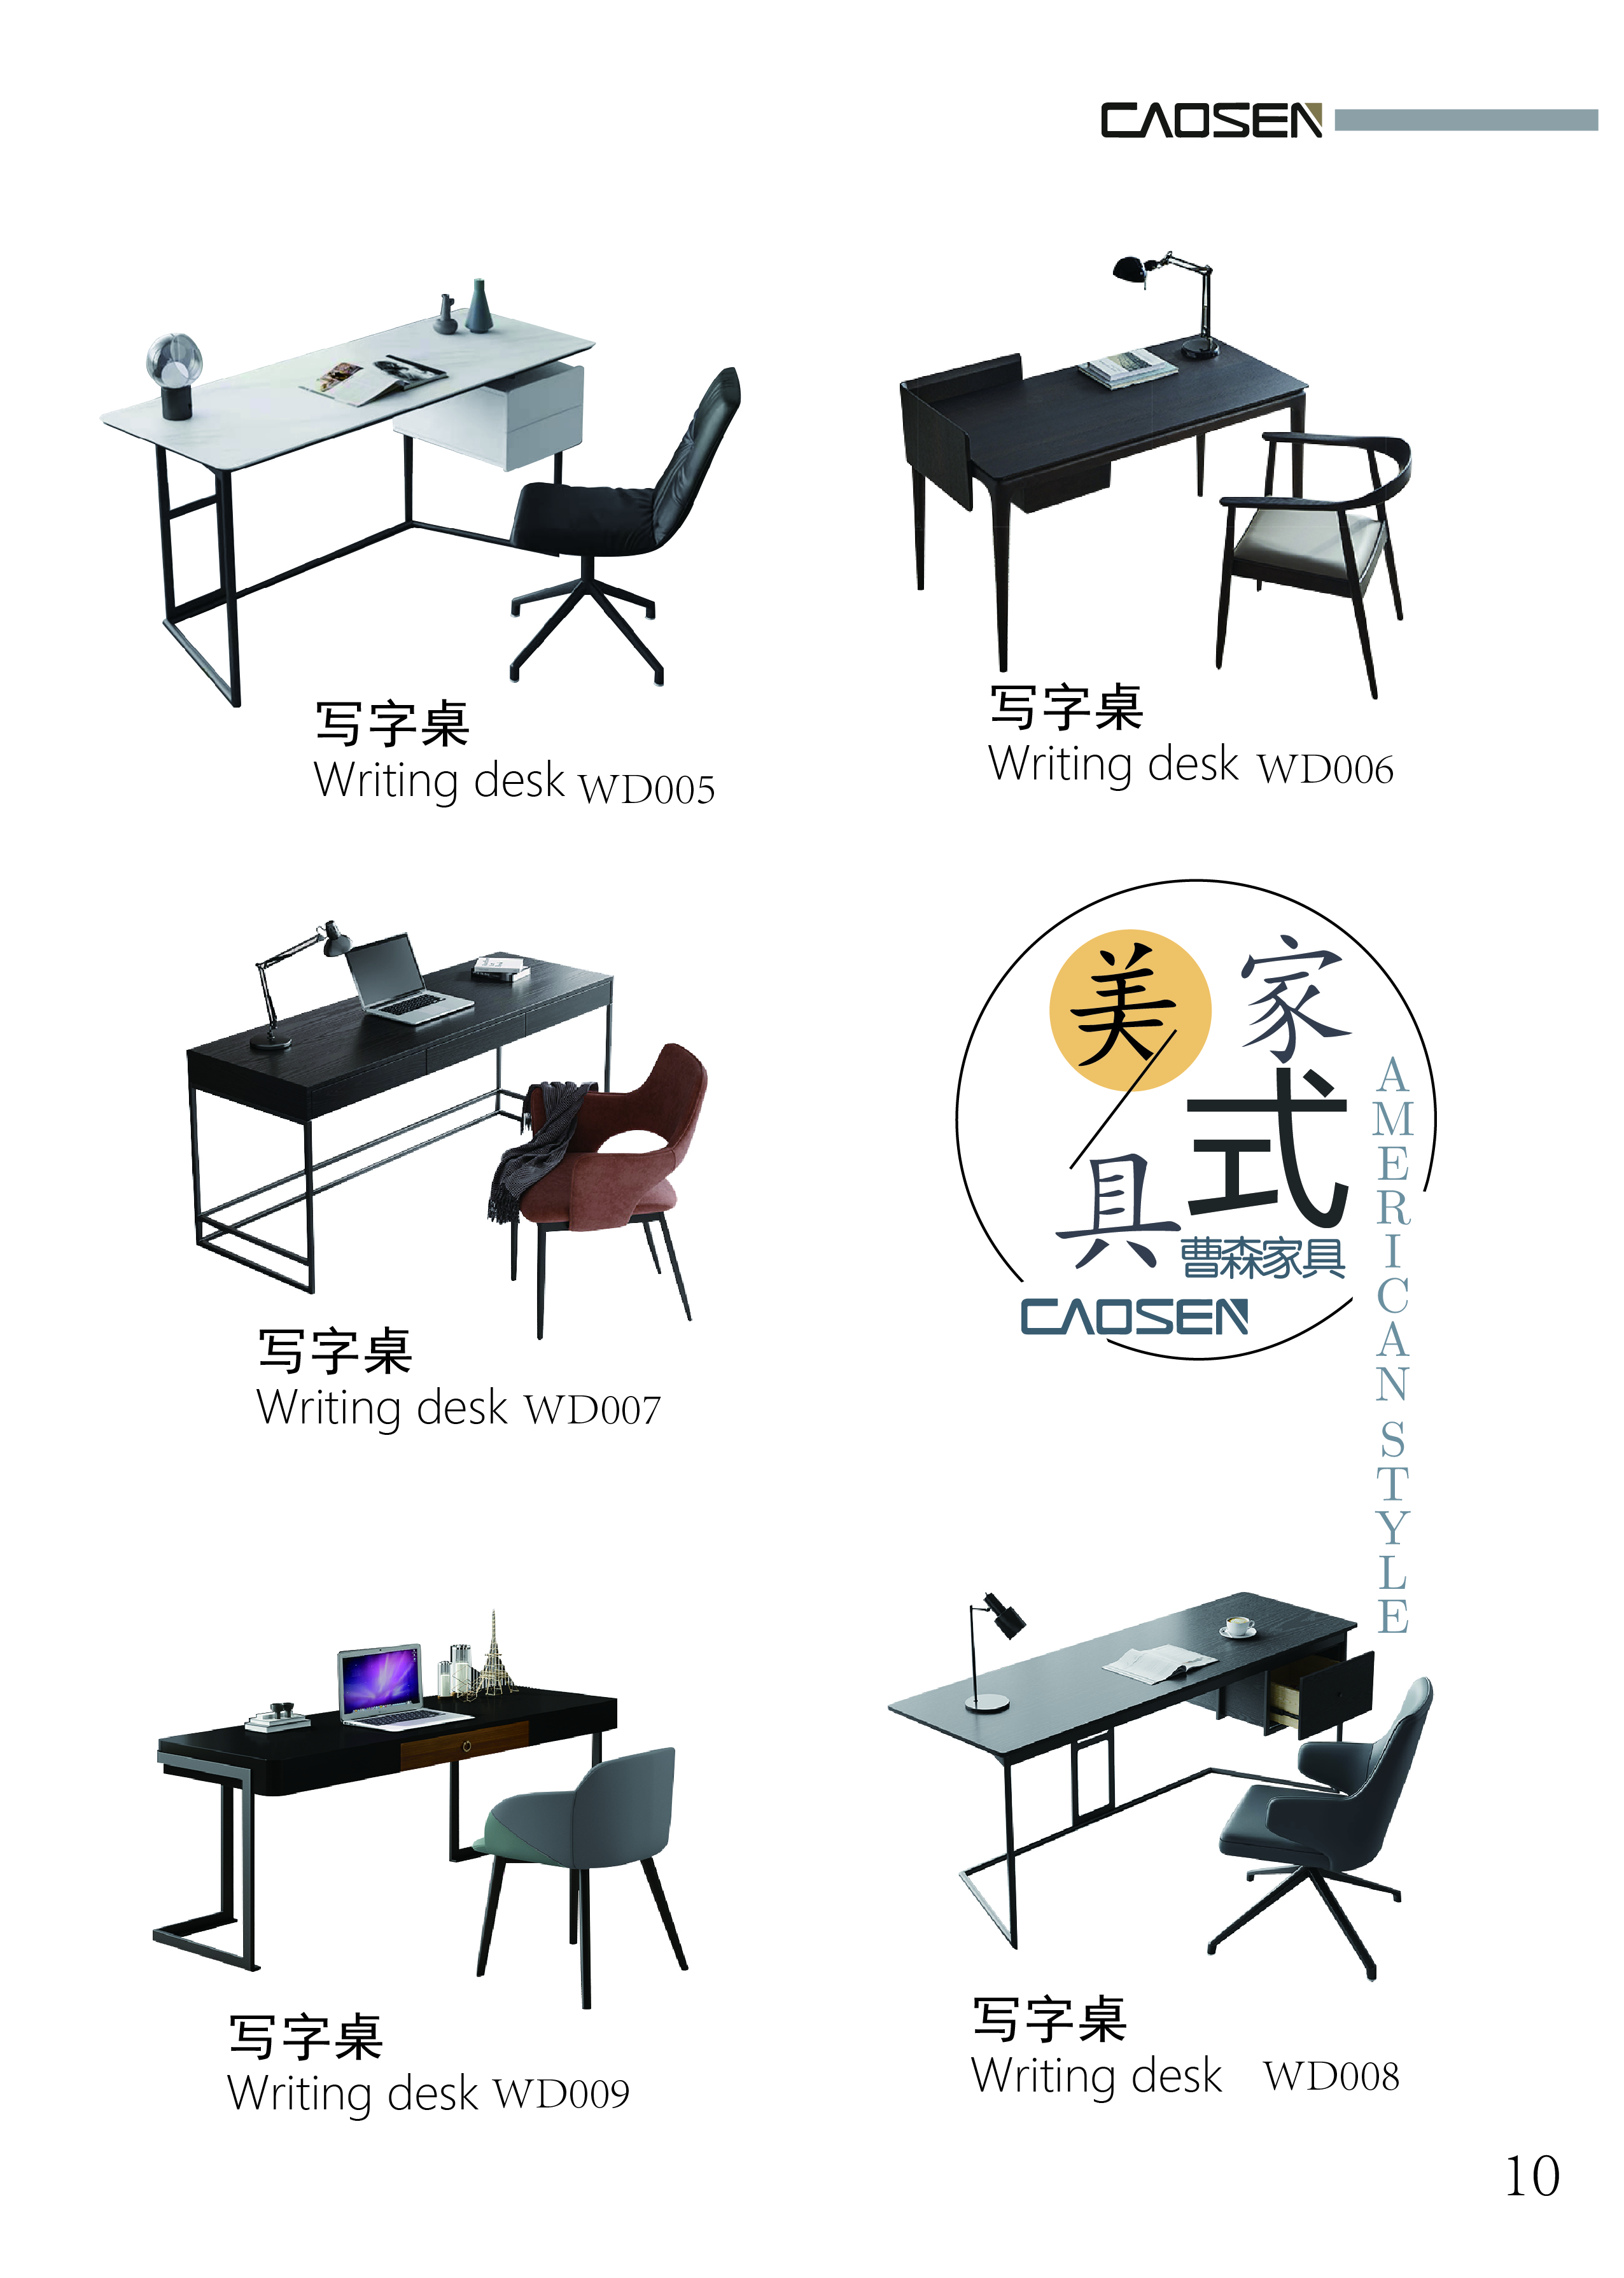 CAOSEN
写字桌
Writing desk WD005
写字桌
Writing desk WD006
写字桌
Writing desk WD007
美
家
式
具
曹森家具
CAOSEN
AMERICAN STYLE
写字桌
Writing desk WD009
写字桌
Writing desk WD008
10